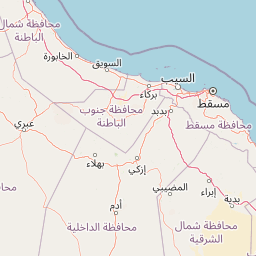 محافظة شمال
الباطنة
الخابورة
السويق
السيب
بركاء
مسقط
محافظة جنوب
الباطنة
بدبد
محافظة مسقط
عبري
بهلاء
إزكي
المضيبي
إبراء
بدية
أدم
محافظة
محافظة الداخلية
محافظة شمال
الشرقية